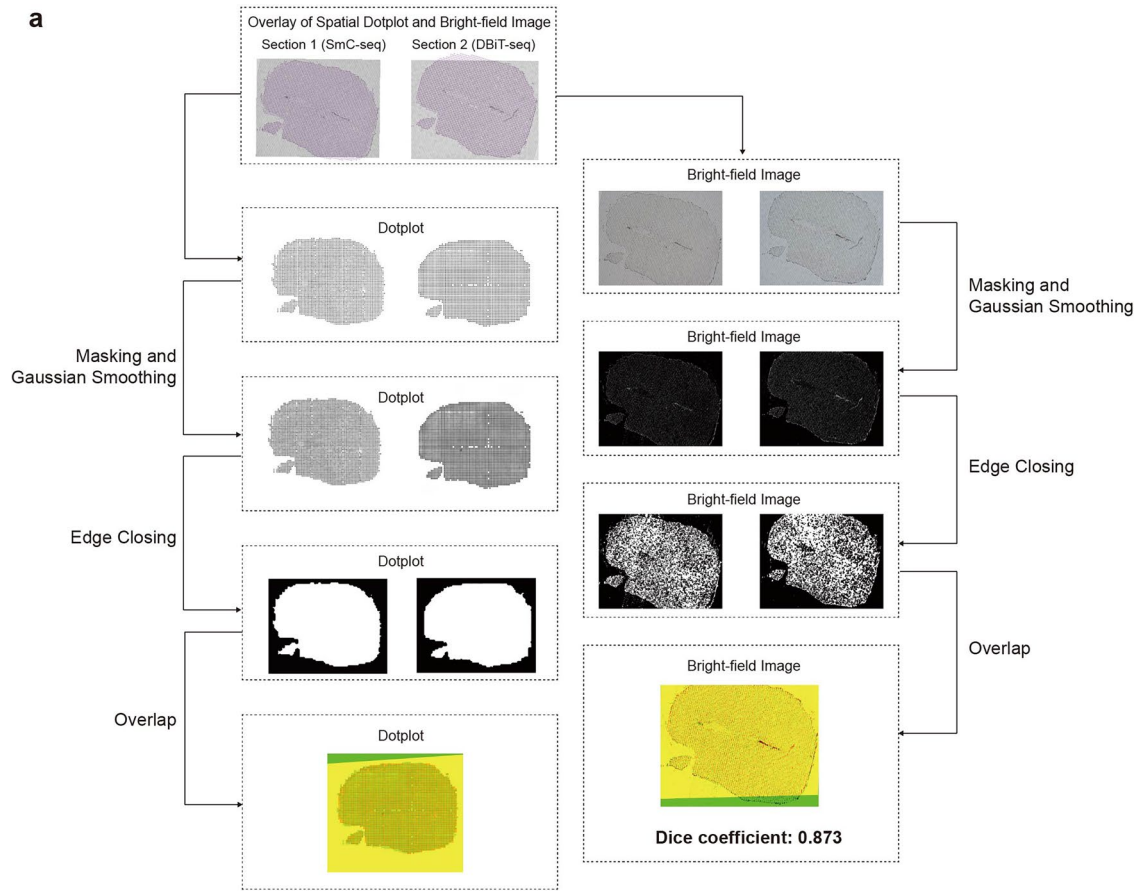 a
Overlay of Spatial Dotplot and Bright-field Image
Section 1 (SmC-seq) Section 2 (DBiT-seq)
Dotplot
Masking and
Gaussian Smoothing
Dotplot
Edge Closing
Dotplot
Overlap
Dotplot
Bright-field Image
Masking and
Gaussian Smoothing
Bright-field Image
Edge Closing
Bright-field Image
Overlap
Bright-field Image
Dice coefficient: 0.873